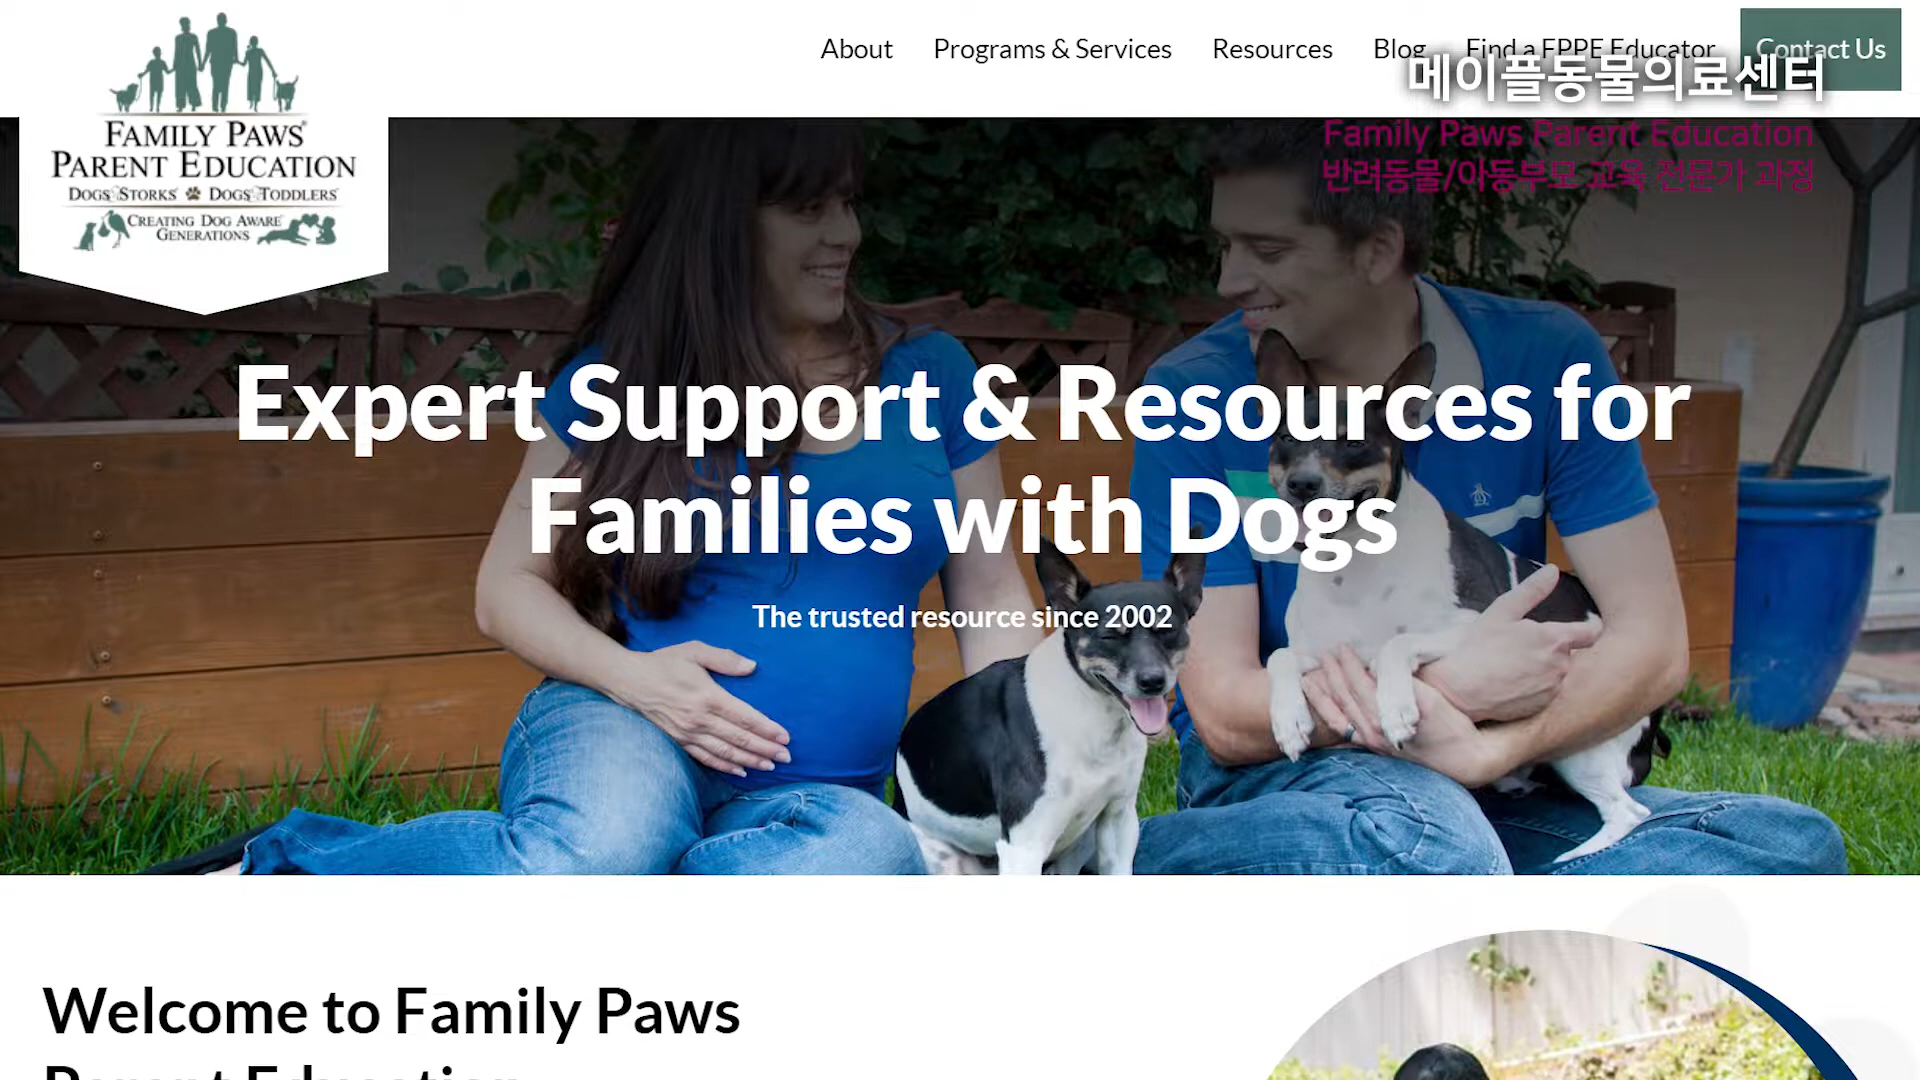 FAMILY PAWS
PARENT EDUCATION
DOGS & STORKS DOGS & TODDLERS
CREATING DOG AWARE
GENERATIONS
About
Programs & Services
Resources
Blog
Find a FPPE Educator
Contact Us
메이플동물의료센터
Family Paws Parent Education
반려동물/아동부모 교육 전문가 과정
Expert Support & Resources for
Families with Dogs
The trusted resource since 2002
Welcome to Family Paws
Parent Education